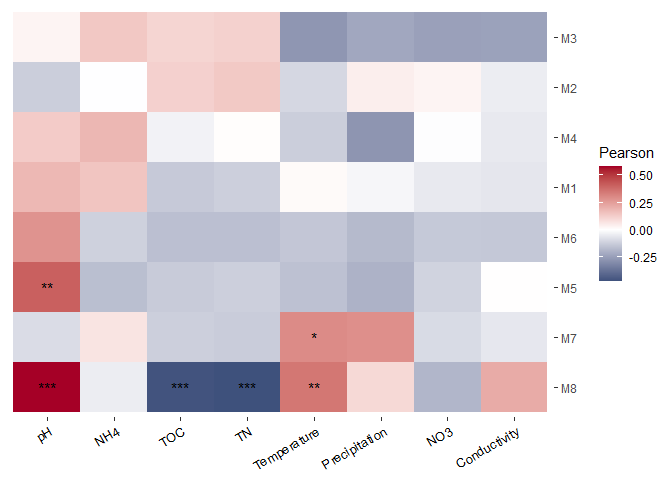 M3
M2
M4
M1
M6
** M5
* M7
*** *** *** ** M8
pH NH4 TOC TN Temperature Precipitation NO3 Conductivity
Pearson
0.50
0.25
0.00
-0.25